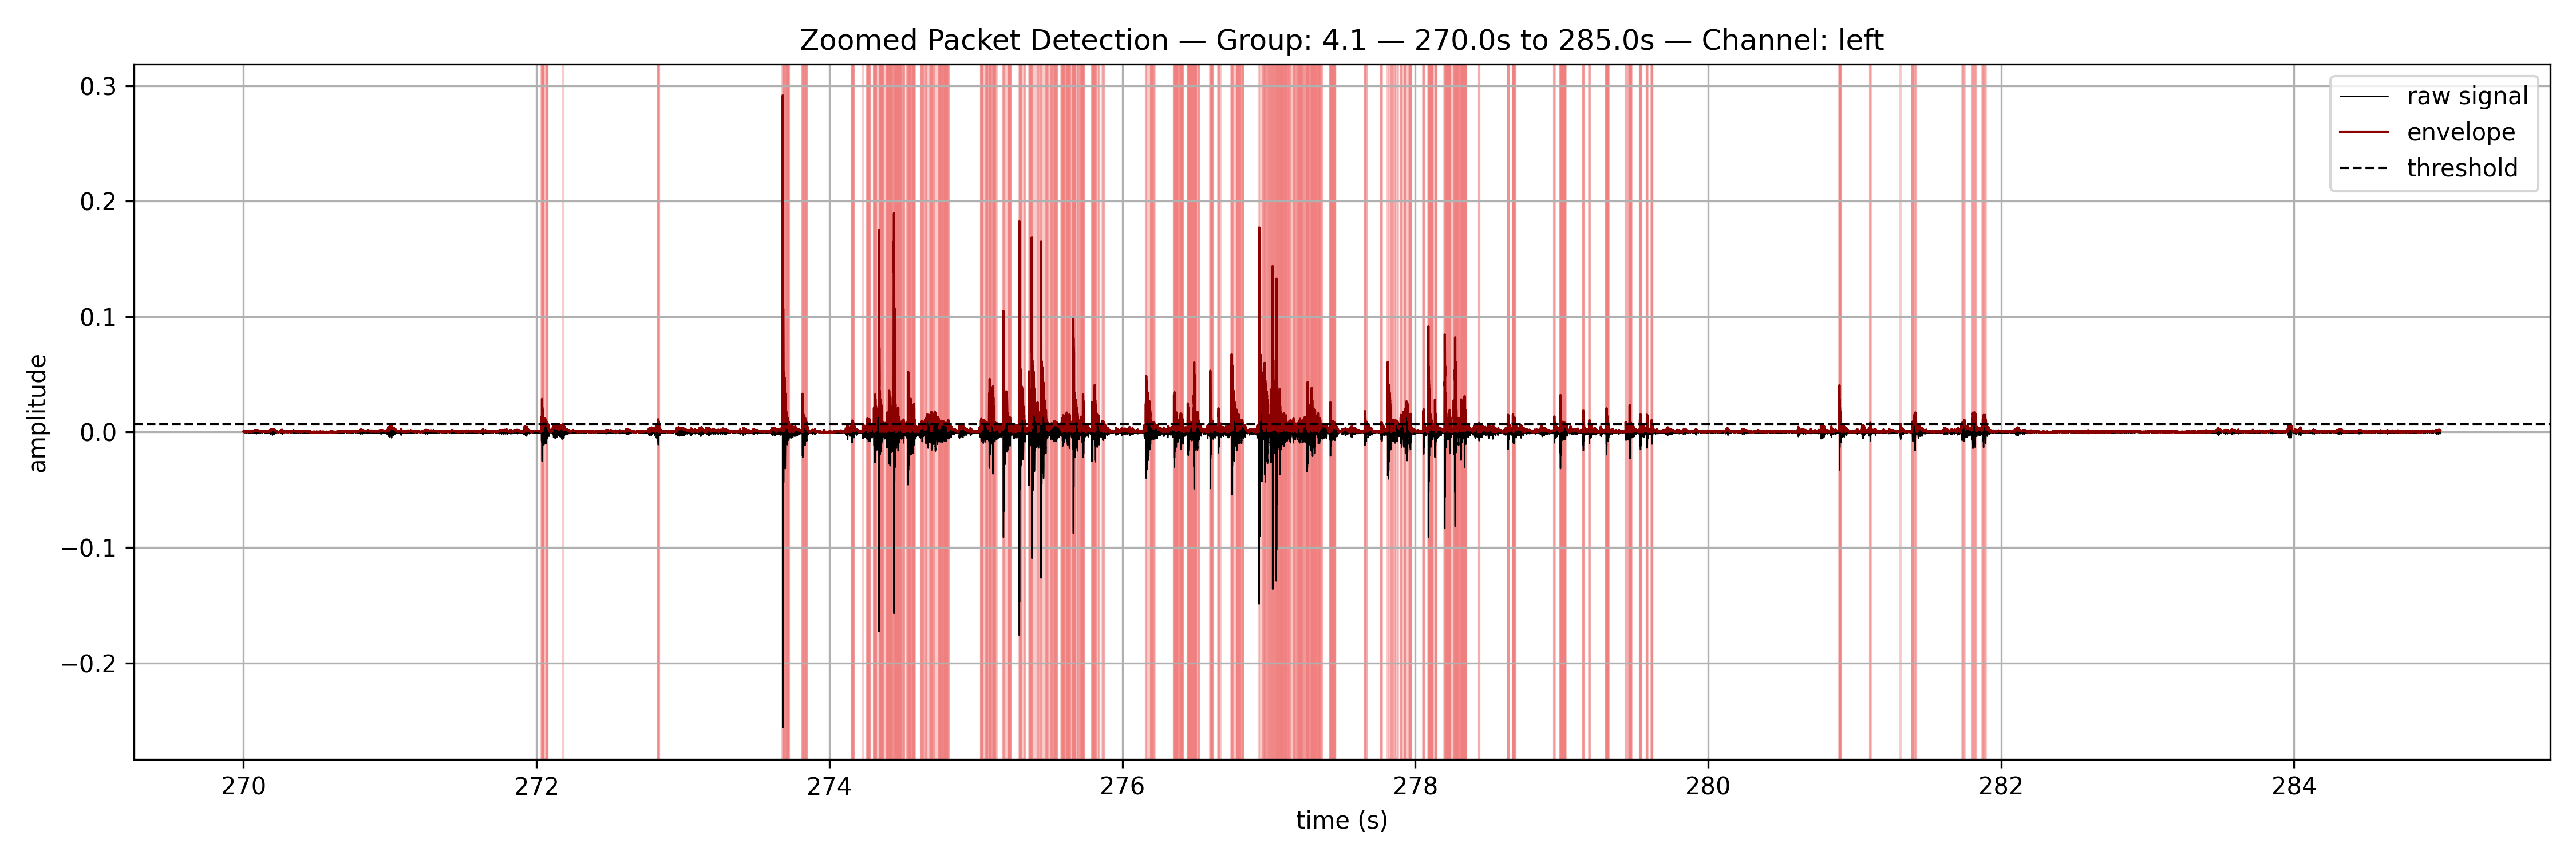 Zoomed Packet Detection — Group: 4.1 — 270.0s to 285.0s — Channel: left
raw signal
envelope
threshold
amplitude
0.3
0.2
0.1
0.0
−0.1
−0.2
270
272
274
276
278
280
282
284
time (s)